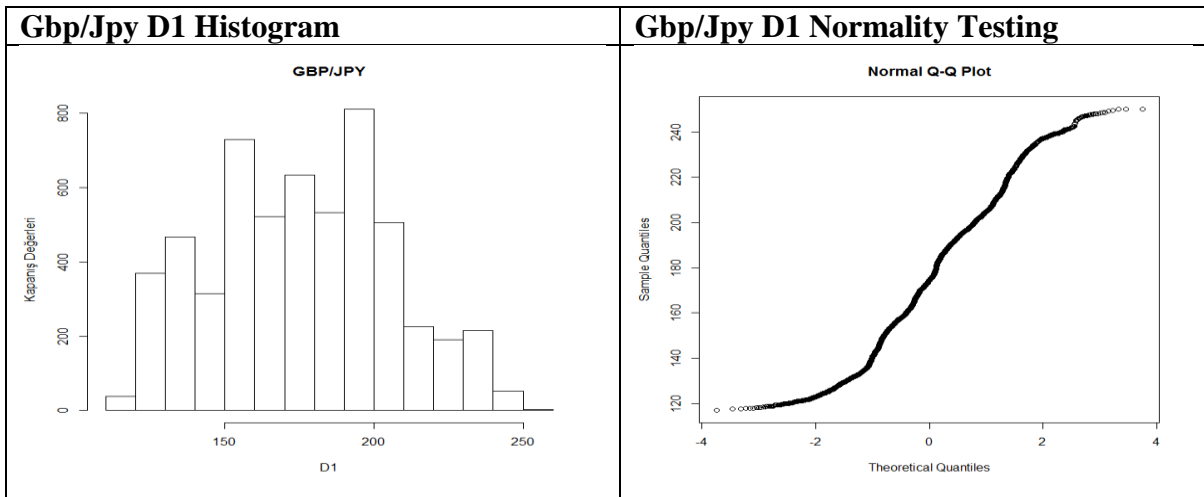 Gbp/Jpy D1 Histogram
GBP/JPY
Kapanış Değerleri
800
600
400
200
0
150
200
250
D1
Gbp/Jpy D1 Normality Testing
Normal Q-Q Plot
Sample Quantiles
240
220
200
180
160
140
120
-4
-2
0
2
4
Theoretical Quantiles